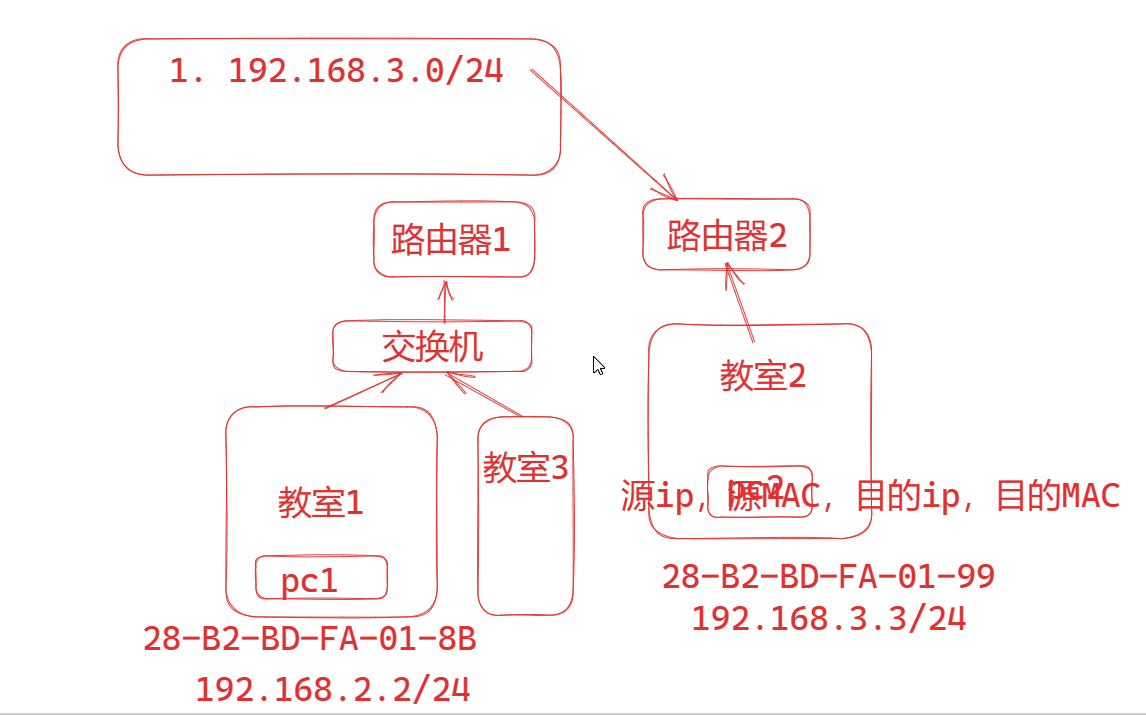 1. 192.168.3.0/24
路由器1
路由器2
交换机
教室2
教室3
教室1
pc2
源ip，源MAC，目的ip，目的MAC
pc1
28-B2-BD-FA-01-99
192.168.3.3/24
28-B2-BD-FA-01-8B
192.168.2.2/24